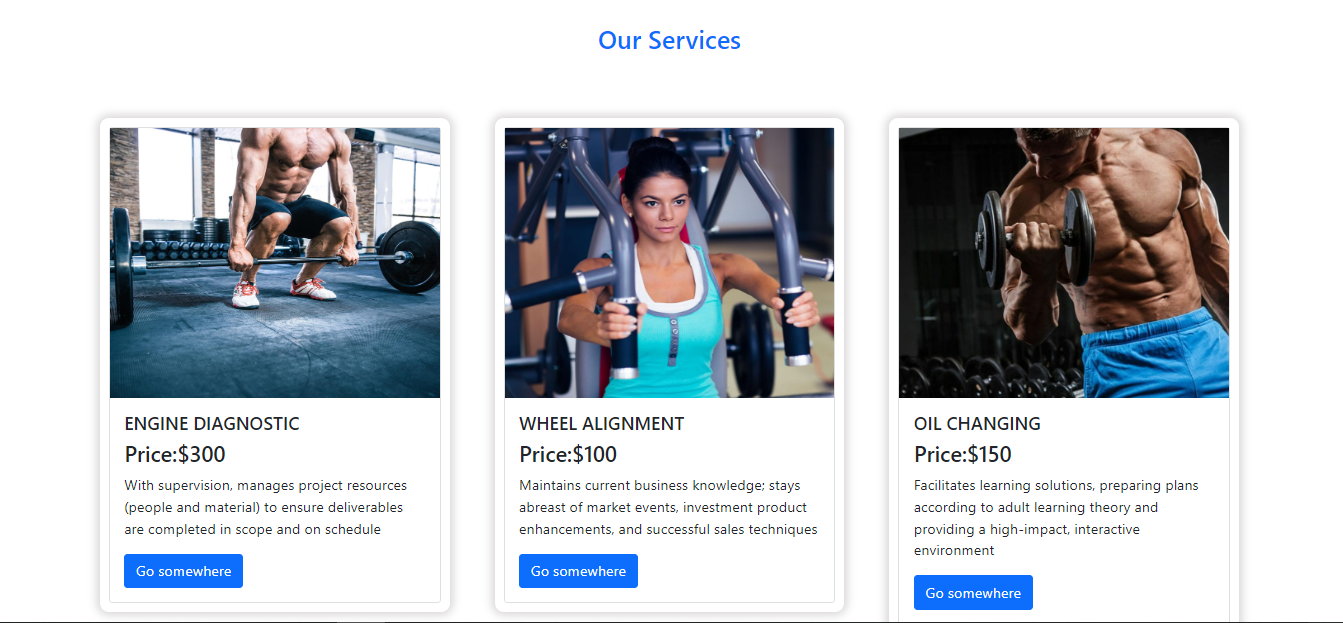 Our Services
ENGINE DIAGNOSTIC
Price:$300
With supervision, manages project resources
(people and material) to ensure deliverables
are completed in scope and on schedule
Go somewhere
WHEEL ALIGNMENT
Price:$100
Maintains current business knowledge; stays
abreast of market events, investment product
enhancements, and successful sales techniques
Go somewhere
OIL CHANGING
Price:$150
Facilitates learning solutions, preparing plans
according to adult learning theory and
providing a high-impact, interactive
environment
Go somewhere